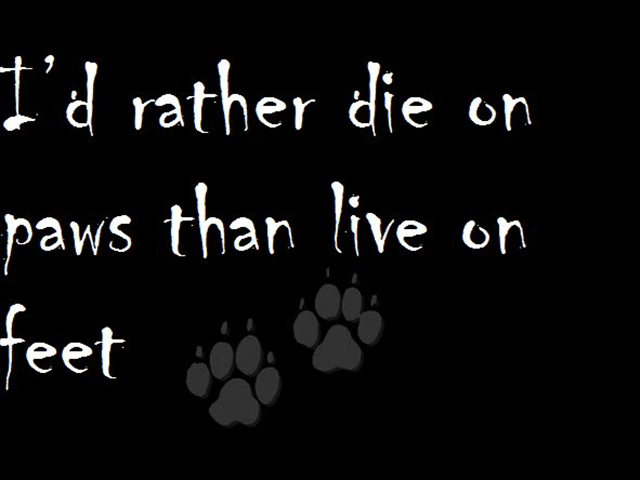 I'd rather die on
paws than live on
feet